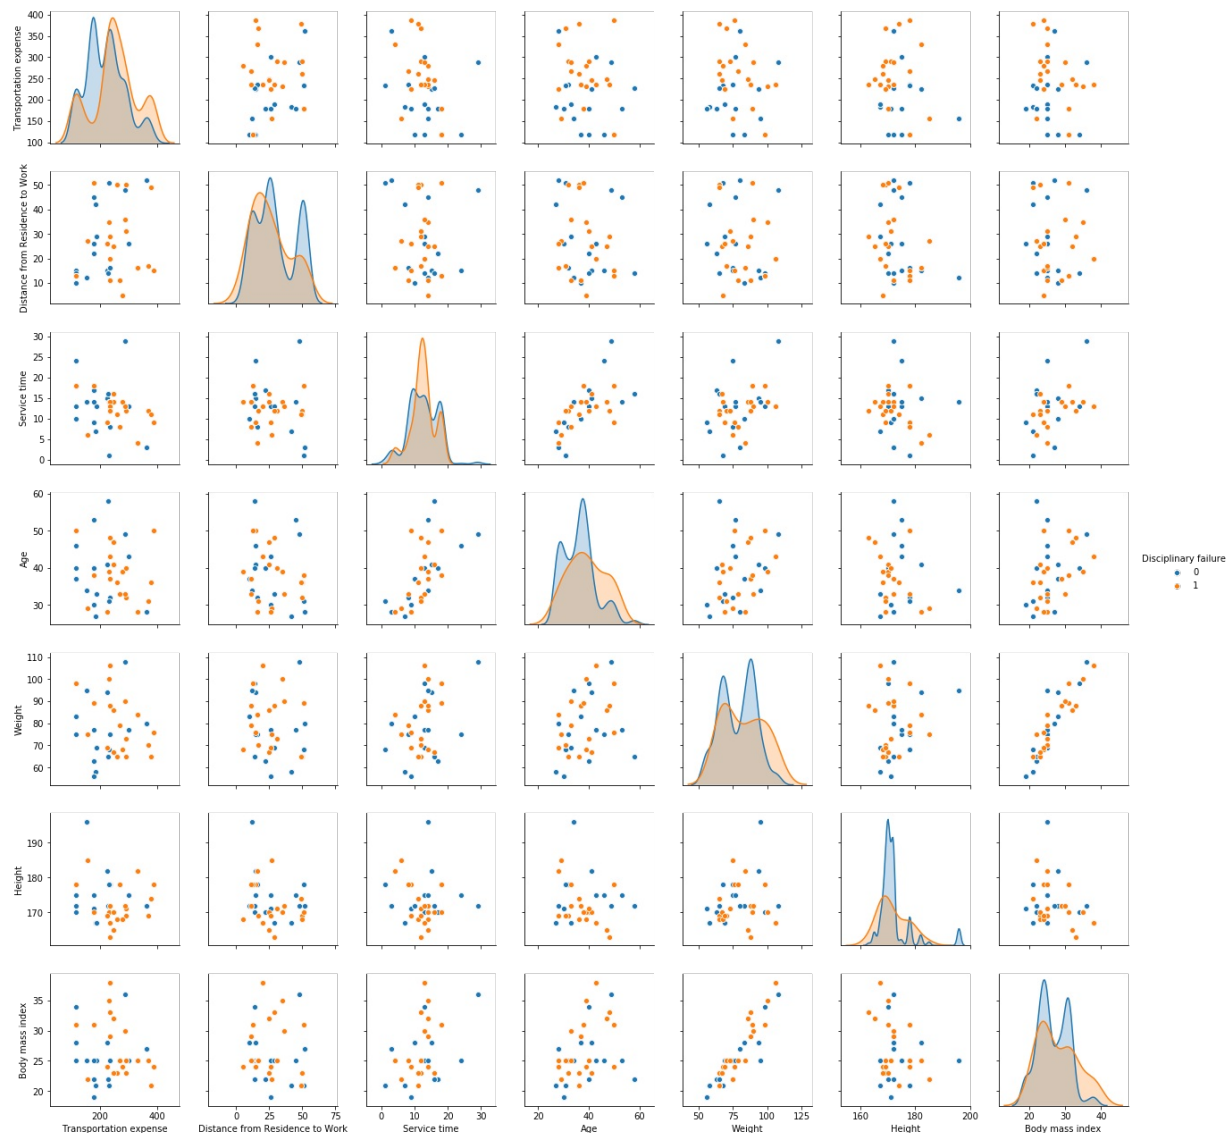 Transportation expense
400
350
300
250
200
150
100
Distance from Residence to Work
50
40
30
20
10
Service time
30
25
20
15
10
5
0
Age
60
50
40
30
Disciplinary failure
0
1
Weight
110
100
90
80
70
60
Height
190
180
170
Body mass index
35
30
25
20
200 400
0 25 50 75
0 10 20 30
20 40 60
50 75 100 125
160 180 200
20 30 40
Transportation expense
Distance from Residence to Work
Service time
Age
Weight
Height
Body mass index